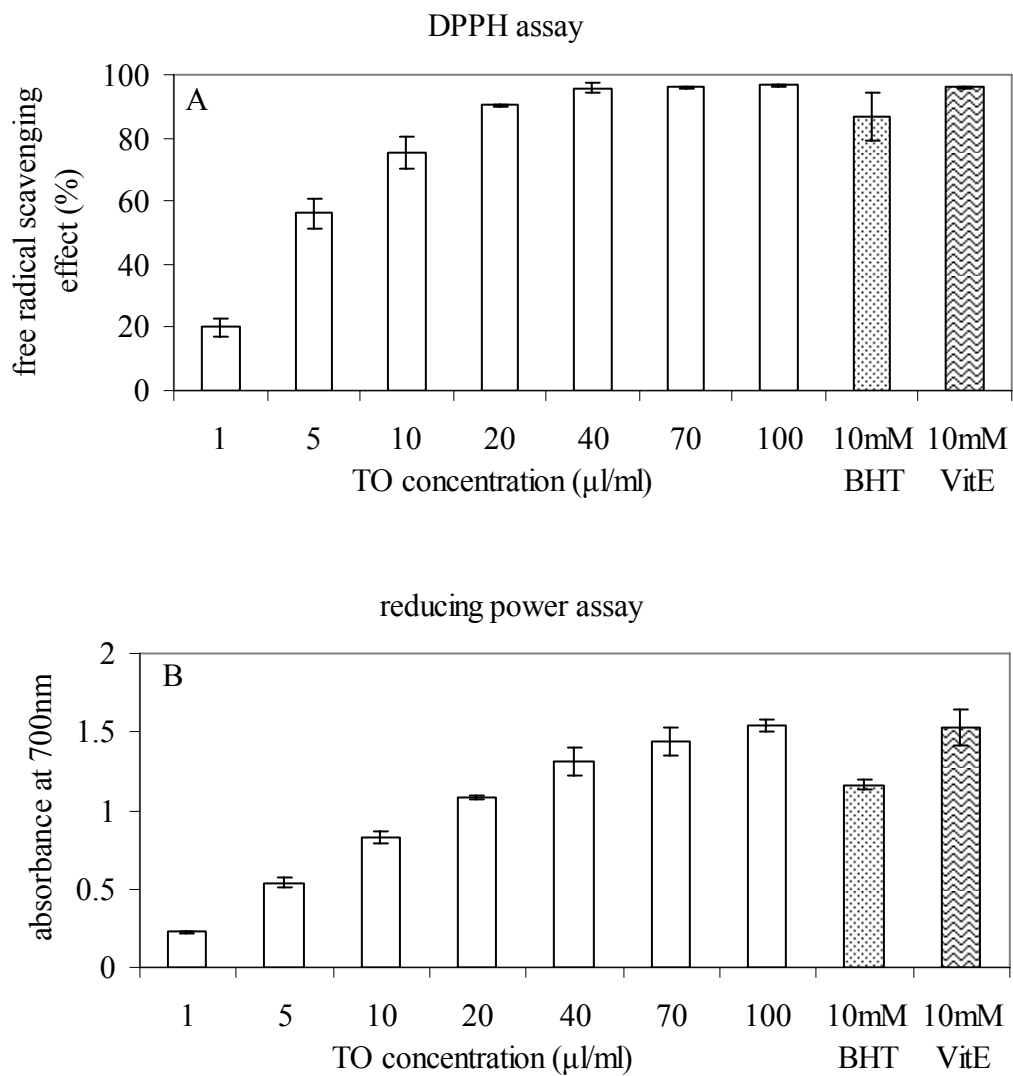 DPPH assay
A
free radical scavenging
effect (%)
100
80
60
40
20
0
1 5 10 20 40 70 100 10mM 10mM
TO concentration (µl/ml) BHT VitE
reducing power assay
B
absorbance at 700nm
2
1.5
1
0.5
0
1 5 10 20 40 70 100 10mM 10mM
TO concentration (µl/ml) BHT VitE